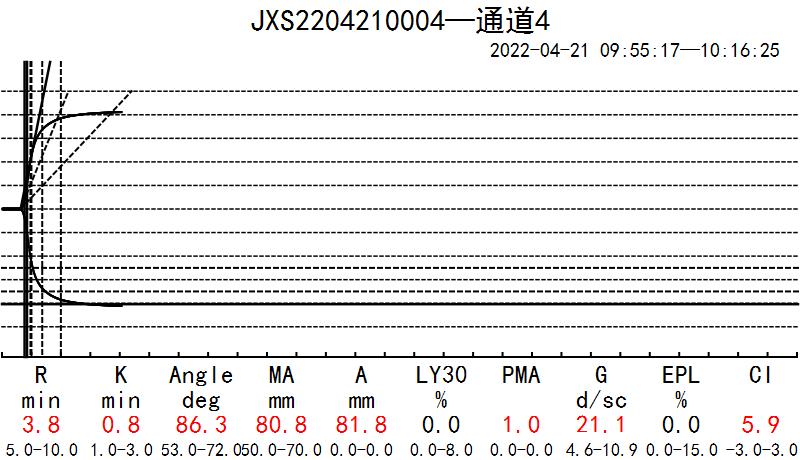 JXS2204210004—通道4
2022-04-21 09:55:17—10:16:25
R K Angle MA A LY30 PMA G EPL CI
min min deg mm mm % d/sc %
3.8 0.8 86.3 80.8 81.8 0.0 1.0 21.1 0.0 5.9
5.0-10.0 1.0-3.0 53.0-72.0 50.0-70.0 0.0-0.0 0.0-8.0 0.0-0.0 4.6-10.9 0.0-15.0 -3.0-3.0